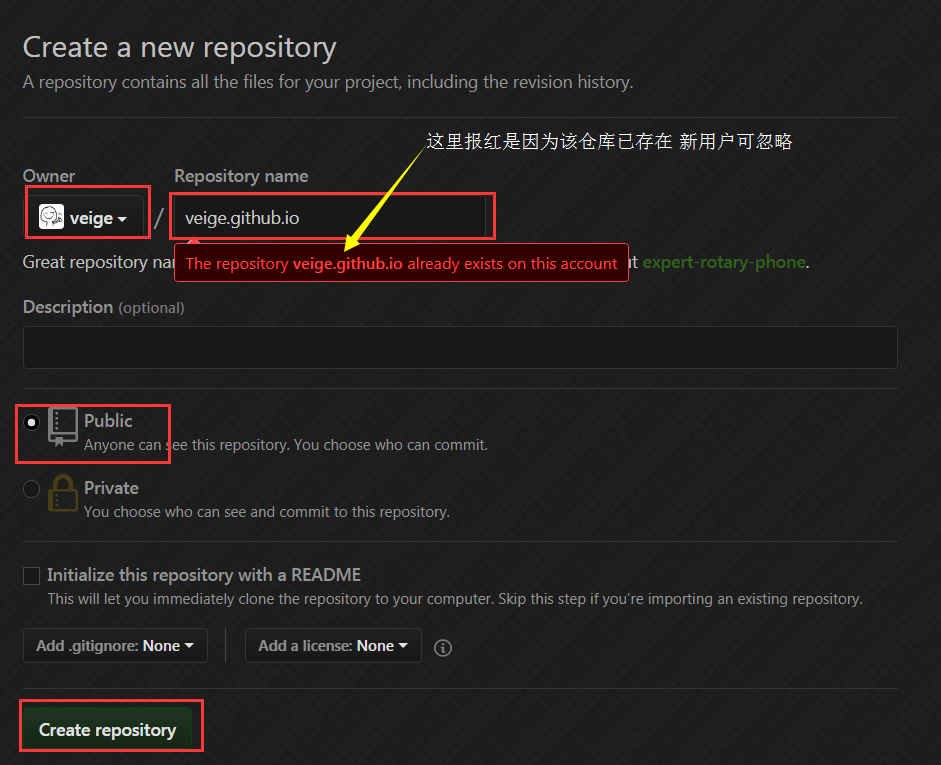 Create a new repository
A repository contains all the files for your project, including the revision history.
这里报红是因为该仓库已存在 新用户可忽略
Owner
Repository name
veige
/
veige.github.io
The repository veige.github.io already exists on this account
Great repository nar
t expert-rotary-phone.
Description (optional)
Public
Anyone can see this repository. You choose who can commit.
Private
You choose who can see and commit to this repository.
Initialize this repository with a README
This will let you immediately clone the repository to your computer. Skip this step if you’re importing an existing repository.
Add .gitignore: None
Add a license: None
Create repository